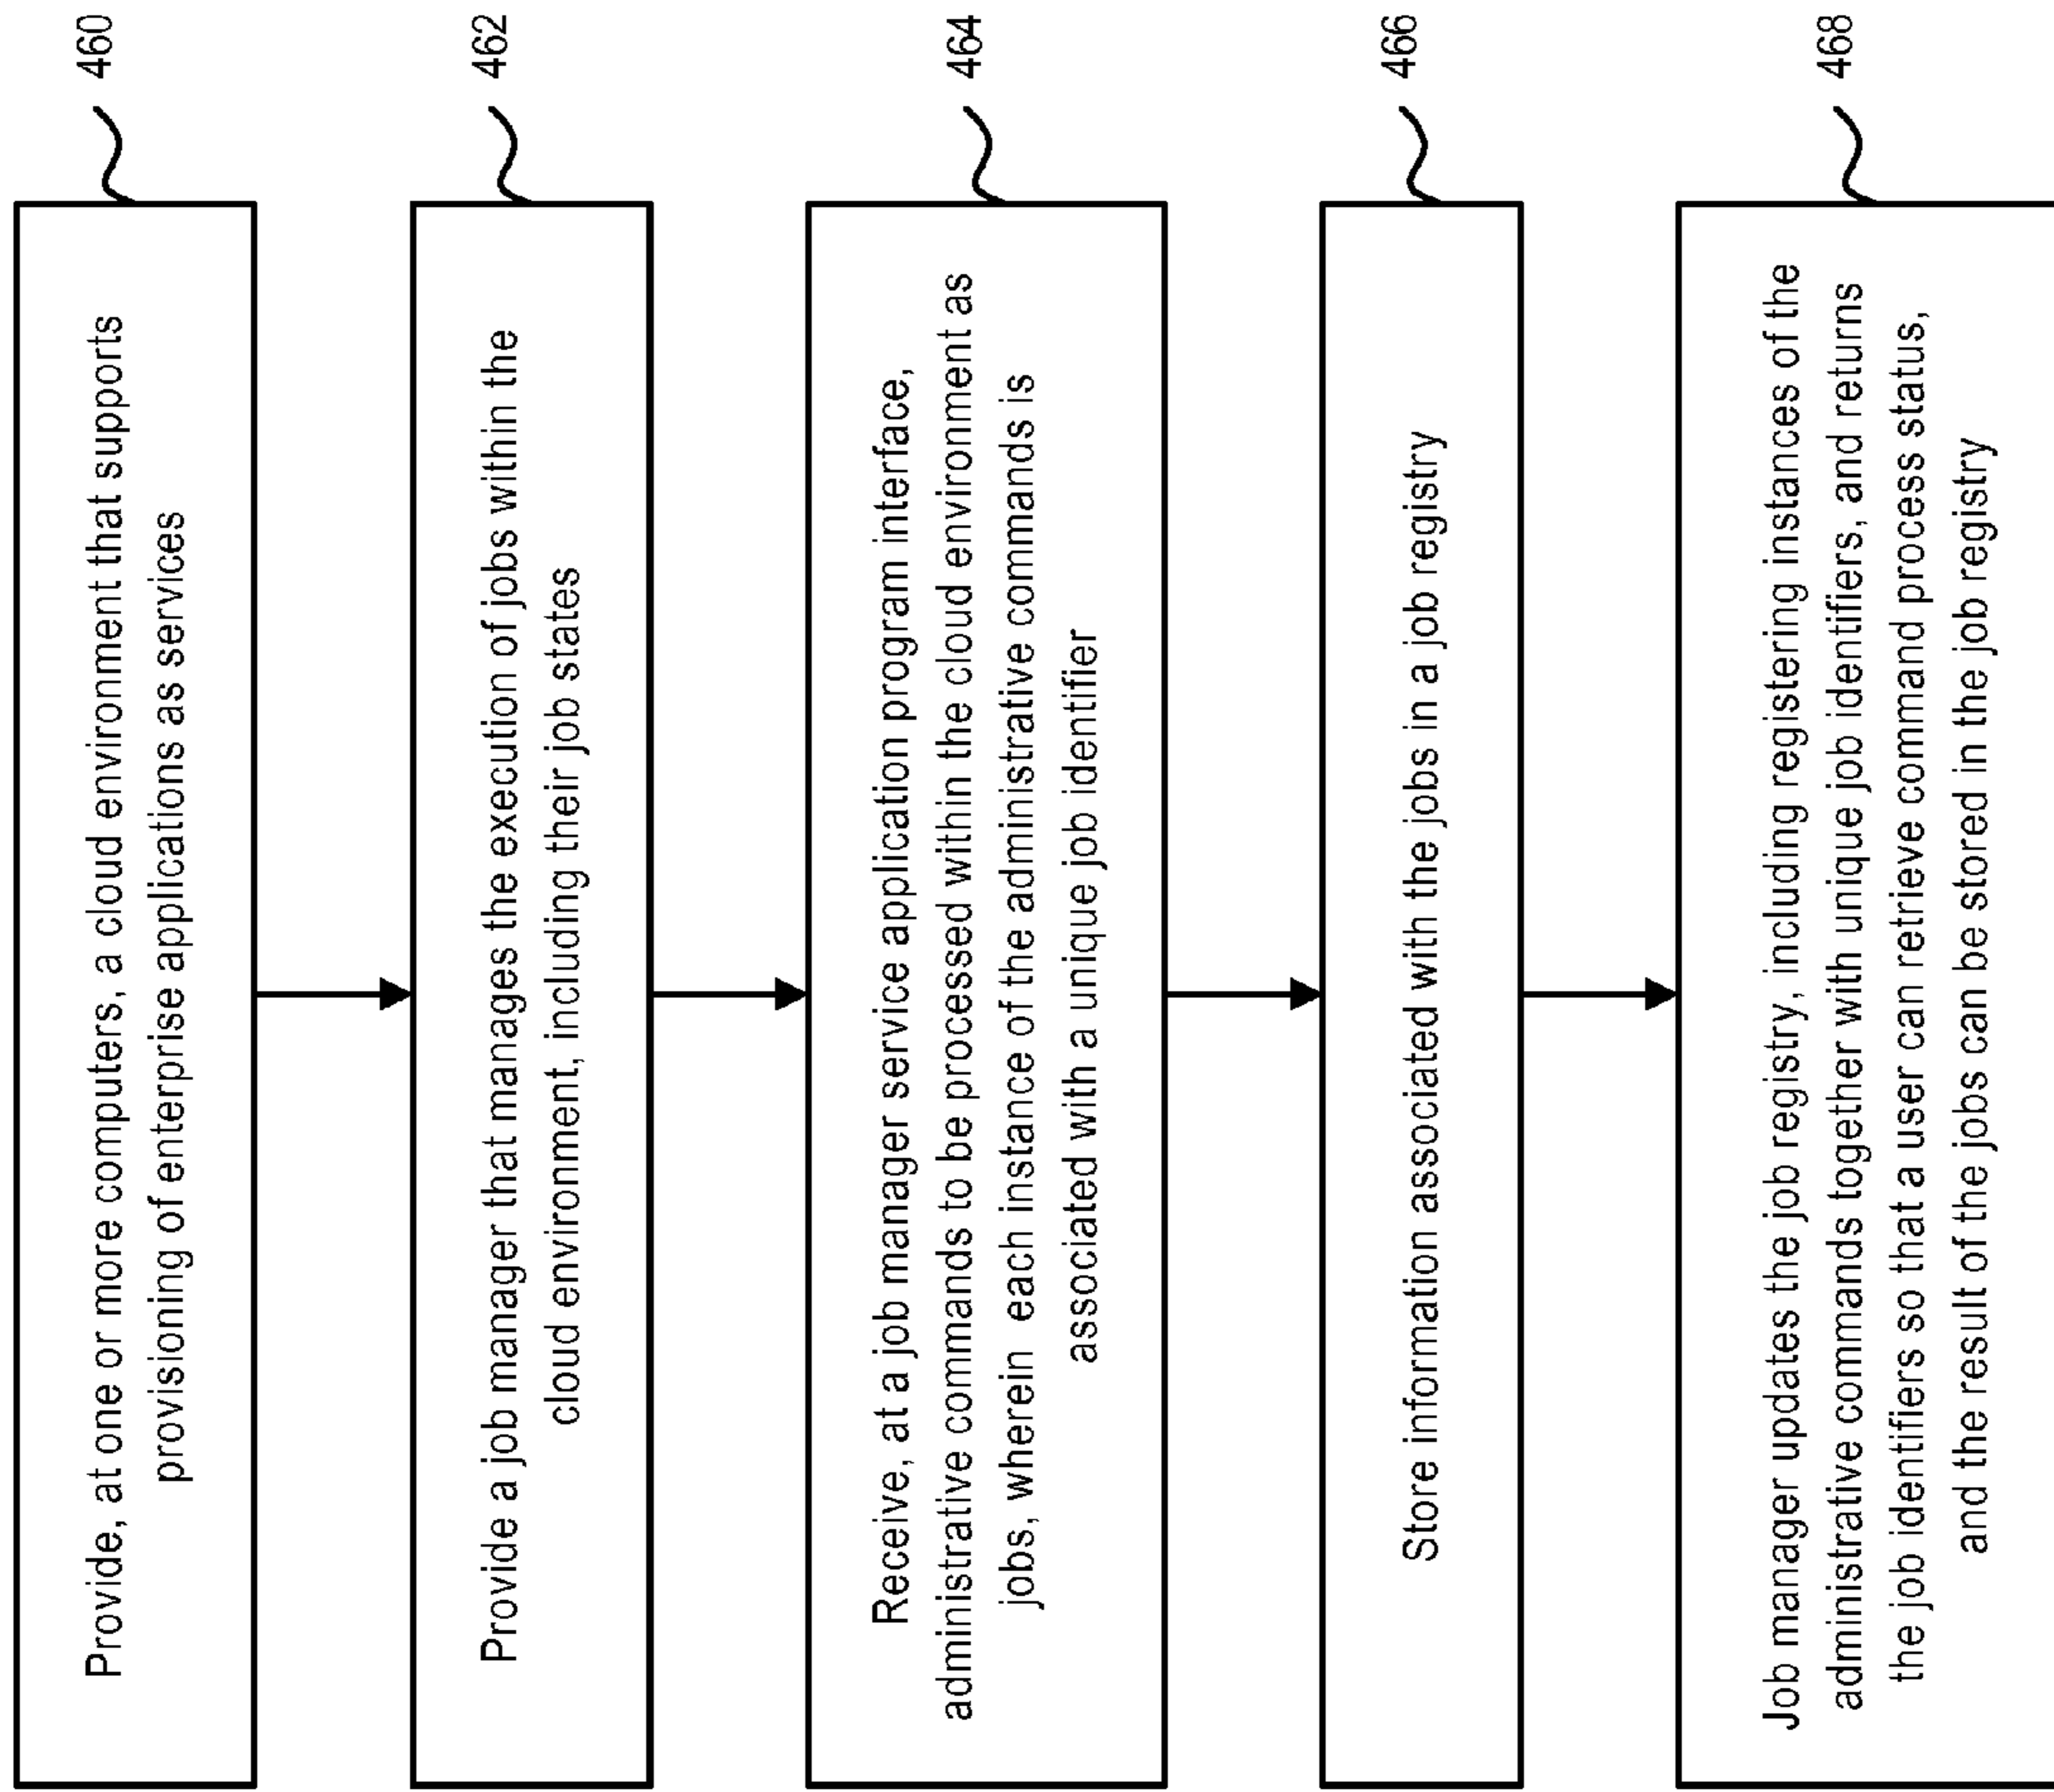 Provide, at one or more computers, a cloud environment that supports
provisioning of enterprise applications as services
460
Provide a job manager that manages the execution of jobs within the
cloud environment, including their job states
462
Receive, at a job manager service application program interface,
administrative commands to be processed within the cloud environment as
jobs, wherein each instance of the administrative commands is
associated with a unique job identifier
464
Store information associated with the jobs in a job registry
466
Job manager updates the job registry, including registering instances of the
administrative commands together with unique job identifiers, and returns
the job identifiers so that a user can retrieve command process status,
and the result of the jobs can be stored in the job registry
468